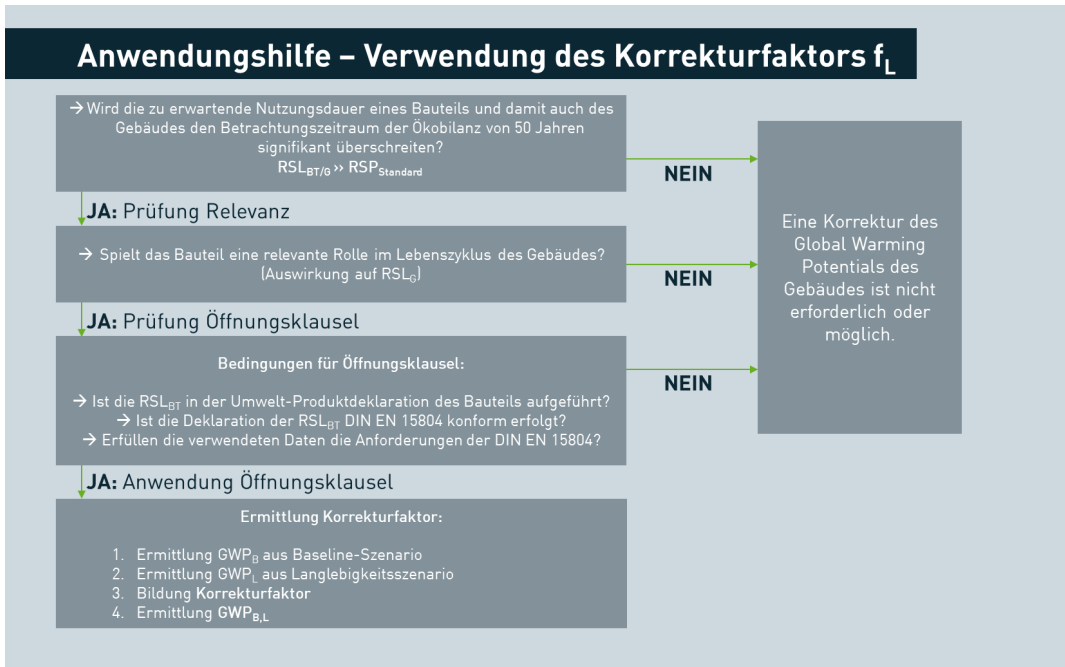 Anwendungshilfe – Verwendung des Korrekturfaktors fL
→ Wird die zu erwartende Nutzungsdauer eines Bauteils und damit auch des
Gebäudes den Betrachtungszeitraum der Ökobilanz von 50 Jahren
signifikant überschreiten?
RSLBT/G ›› RSPStandard
NEIN
JA: Prüfung Relevanz
→ Spielt das Bauteil eine relevante Rolle im Lebenszyklus des Gebäudes?
(Auswirkung auf RSLG)
NEIN
JA: Prüfung Öffnungsklausel
Bedingungen für Öffnungsklausel:
→ Ist die RSLBT in der Umwelt-Produktdeklaration des Bauteils aufgeführt?
→ Ist die Deklaration der RSLBT DIN EN 15804 konform erfolgt?
→ Erfüllen die verwendeten Daten die Anforderungen der DIN EN 15804?
NEIN
JA: Anwendung Öffnungsklausel
Ermittlung Korrekturfaktor:
1. Ermittlung GWPB aus Baseline-Szenario
2. Ermittlung GWPL aus Langlebigkeitsszenario
3. Bildung Korrekturfaktor
4. Ermittlung GWPB,L
Eine Korrektur des
Global Warming
Potentials des
Gebäudes ist nicht
erforderlich oder
möglich.